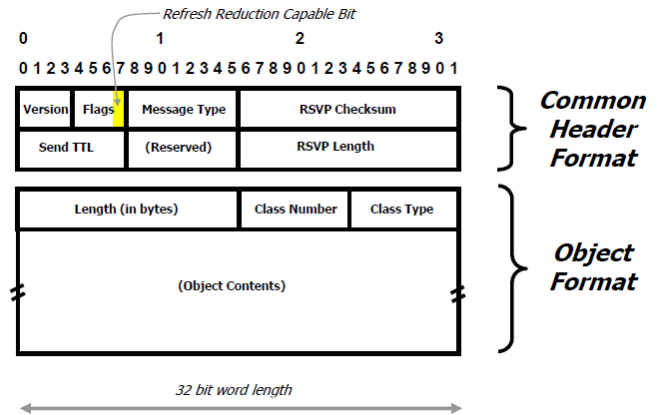 Refresh Reduction Capable Bit
0 1 2 3
0 1 2 3 4 5 6 7 8 9 0 1 2 3 4 5 6 7 8 9 0 1 2 3 4 5 6 7 8 9 0 1
Version Flags Message Type RSVP Checksum
Send TTL (Reserved) RSVP Length
Common
Header
Format
Length (in bytes) Class Number Class Type
(Object Contents)
Object
Format
32 bit word length